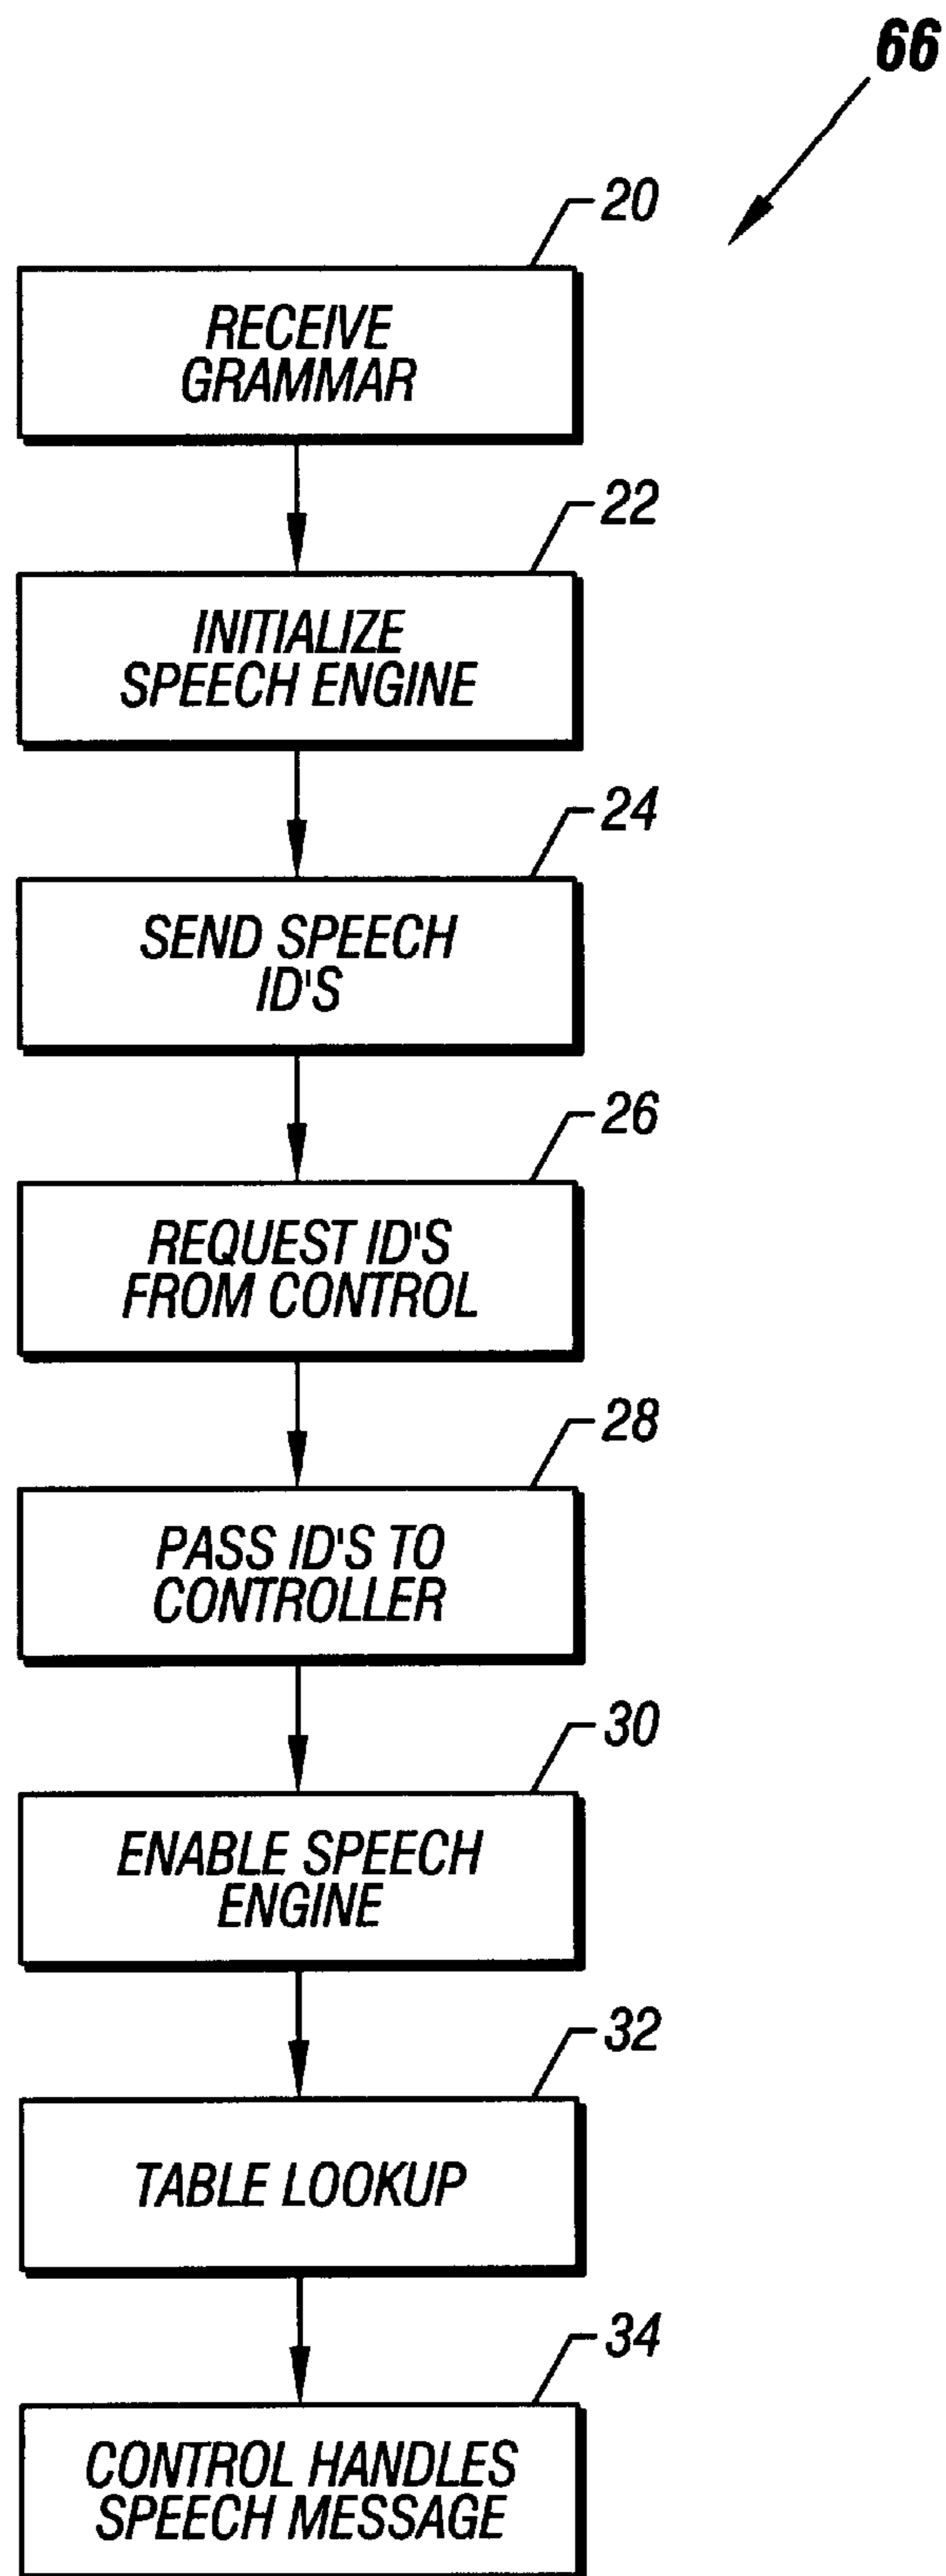 66
20
RECEIVE
GRAMMAR
22
INITIALIZE
SPEECH ENGINE
24
SEND SPEECH
ID'S
26
REQUEST ID'S
FROM CONTROL
28
PASS ID'S TO
CONTROLLER
30
ENABLE SPEECH
ENGINE
32
TABLE LOOKUP
34
CONTROL HANDLES
SPEECH MESSAGE